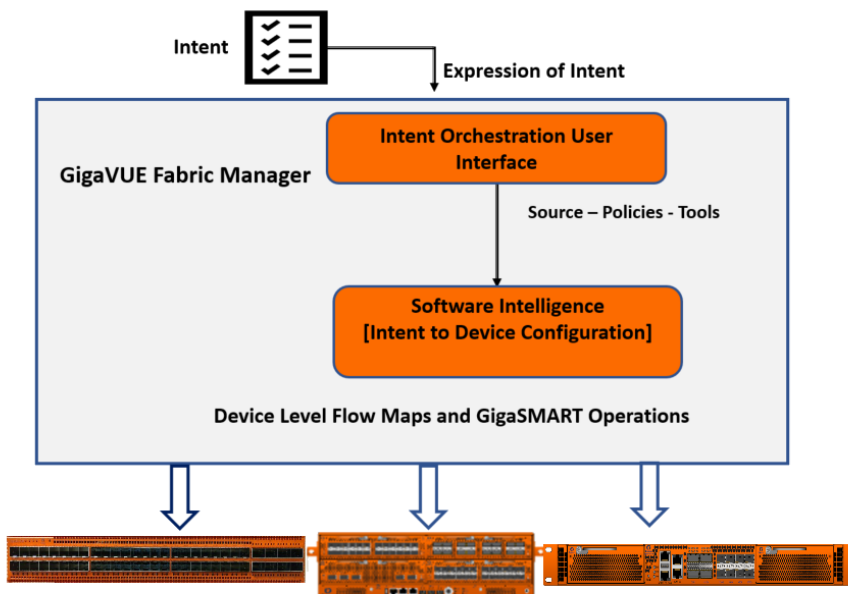 Intent
Expression of Intent
Intent Orchestration User
Interface
GigaVUE Fabric Manager
Source – Policies - Tools
Software Intelligence
[Intent to Device Configuration]
Device Level Flow Maps and GigaSMART Operations